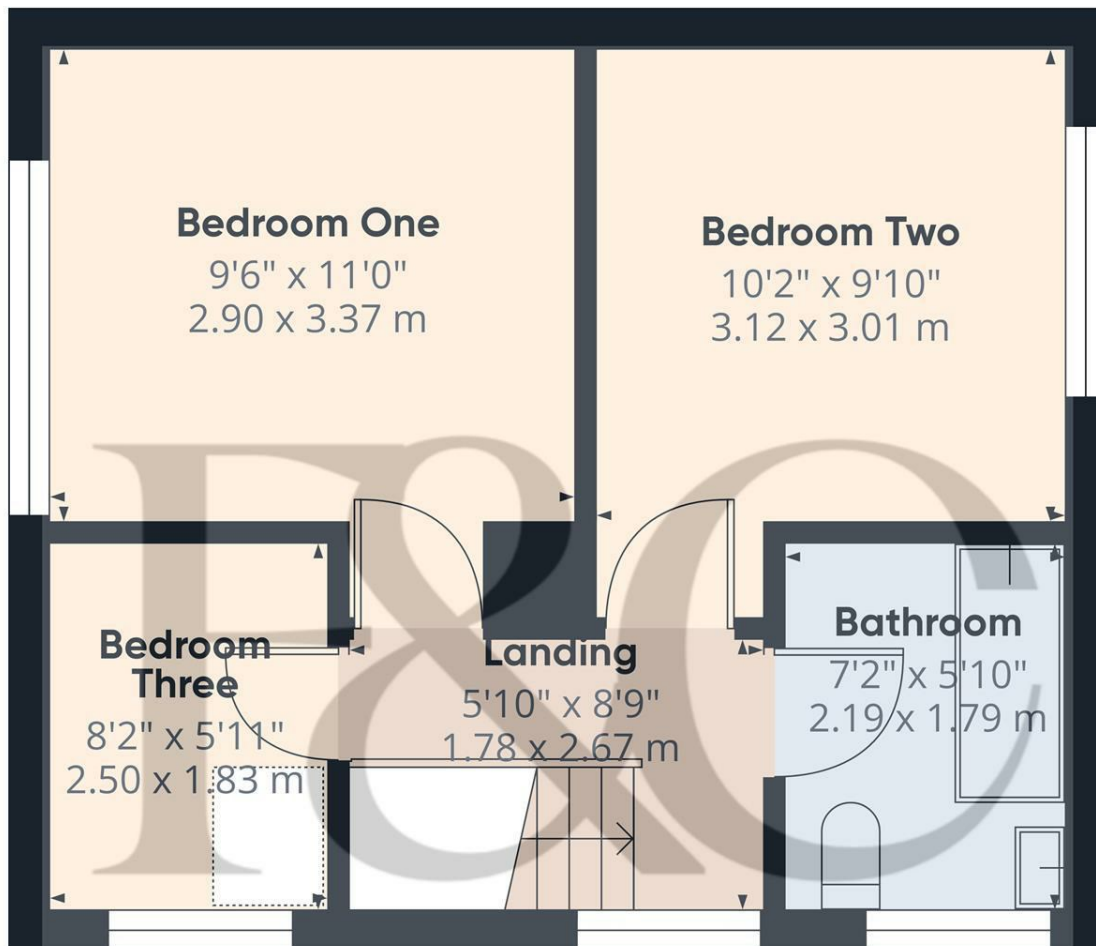 Bedroom One
9'6" x 11'0"
2.90 x 3.37 m
Bedroom Two
10'2" x 9'10"
3.12 x 3.01 m
Bedroom
Three
8'2" x 5'11"
2.50 x 1.83 m
Landing
5'10" x 8'9"
1.78 x 2.67 m
Bathroom
7'2" x 5'10"
2.19 x 1.79 m
F&C